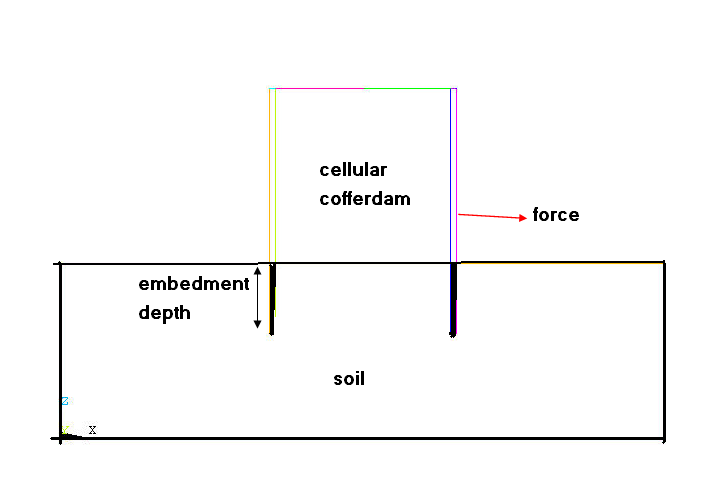 cellular
cofferdam
force
embedment
depth
soil
Z
Y
X